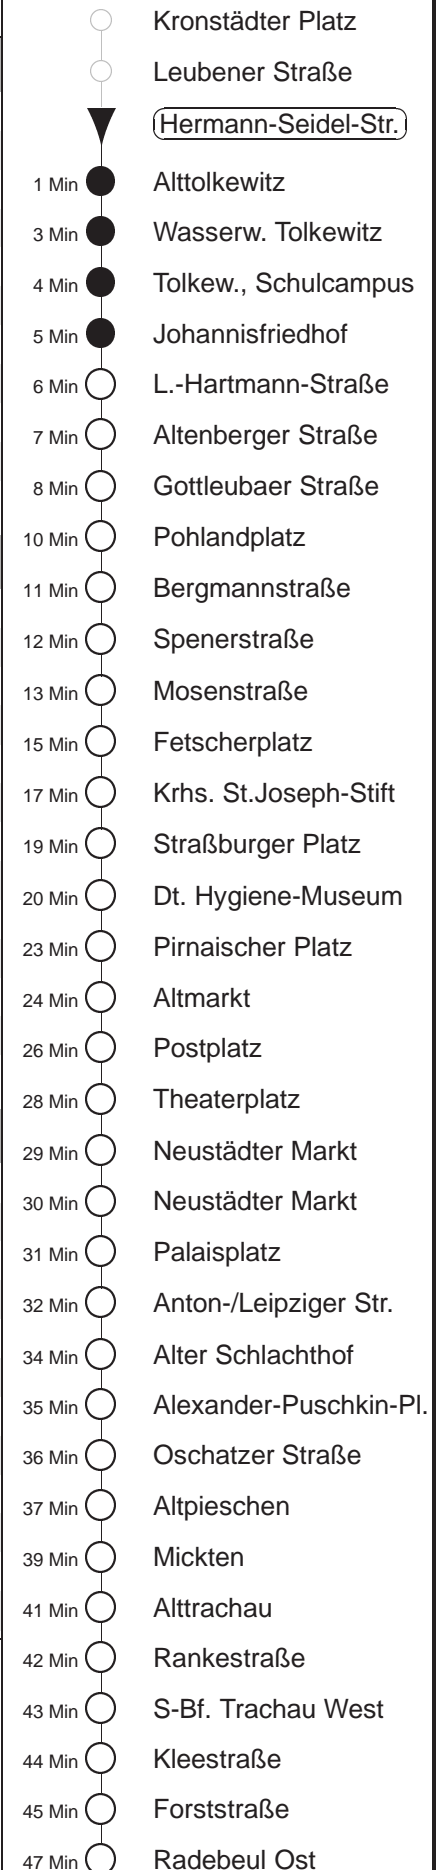 Kronstädter Platz
Leubener Straße
Hermann-Seidel-Str.
1 Min Alttolkewitz
3 Min Wasserw. Tolkewitz
4 Min Tolkew., Schulcampus
5 Min Johannisfriedhof
6 Min L.-Hartmann-Straße
7 Min Altenberger Straße
8 Min Gottleubaer Straße
10 Min Pohlandplatz
11 Min Bergmannstraße
12 Min Spenerstraße
13 Min Mosenstraße
15 Min Fetscherplatz
17 Min Krhs. St.Joseph-Stift
19 Min Straßburger Platz
20 Min Dt. Hygiene-Museum
23 Min Pirnaischer Platz
24 Min Altmarkt
26 Min Postplatz
28 Min Theaterplatz
29 Min Neustädter Markt
30 Min Neustädter Markt
31 Min Palaisplatz
32 Min Anton-/Leipziger Str.
34 Min Alter Schlachthof
35 Min Alexander-Puschkin-Pl.
36 Min Oschatzer Straße
37 Min Altpieschen
39 Min Mickten
41 Min Alttrachau
42 Min Rankestraße
43 Min S-Bf. Trachau West
44 Min Kleestraße
45 Min Forststraße
47 Min Radebeul Ost